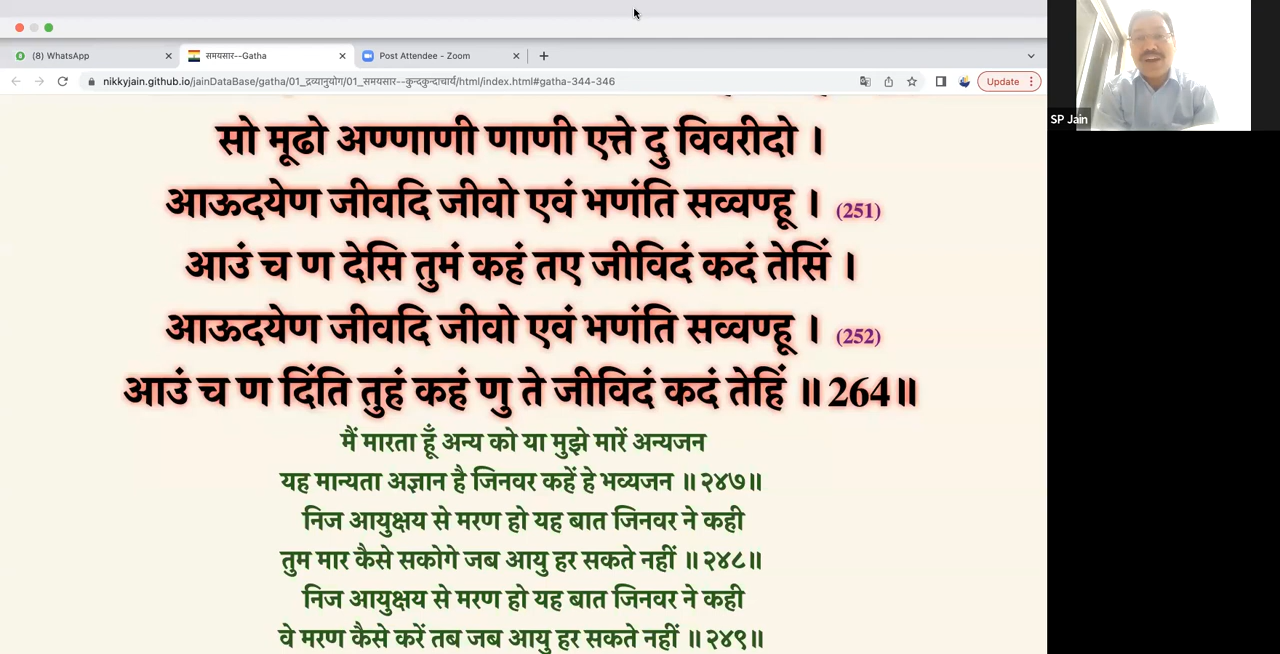 (8) WhatsApp
समयसार--Gatha
Post Attendee - Zoom
nikkyjain.github.io/jainDataBase/gatha/01_द्रव्यानुयोग/01_समयसार--कुन्दकुन्दाचार्य/html/index.html#gatha-344-346
Update
SP Jain
सो मूढो अण्णाणी णाणी एत्ते दु विवरीदो ।
आऊदयेण जीवदि जीवो एवं भणंति सव्वण्हू । (251)
आउं च ण देसि तुमं कहं तए जीविदं कदं तेसिं ।
आऊदयेण जीवदि जीवो एवं भणंति सव्वण्हू । (252)
आउं च ण दिंति तुहं कहं णु ते जीविदं कदं तेहिं ॥264॥
मैं मारता हूँ अन्य को या मुझे मारें अन्यजन
यह मान्यता अज्ञान है जिनवर कहें हे भव्यजन ॥२४७॥
निज आयुक्षय से मरण हो यह बात जिनवर ने कही
तुम मार कैसे सकोगे जब आयु हर सकते नहीं ॥२४८॥
निज आयुक्षय से मरण हो यह बात जिनवर ने कही
वे मरण कैसे करें तब जब आयु हर सकते नहीं ॥२४९॥